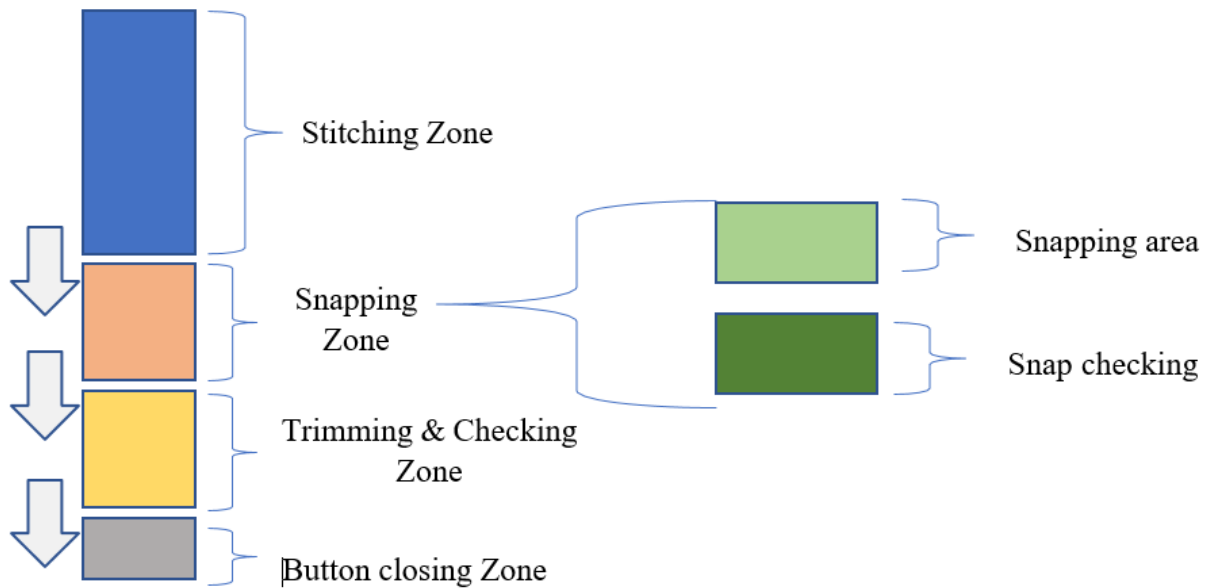 Stitching Zone
Snapping
Zone
Snapping area
Snap checking
Trimming & Checking
Zone
Button closing Zone